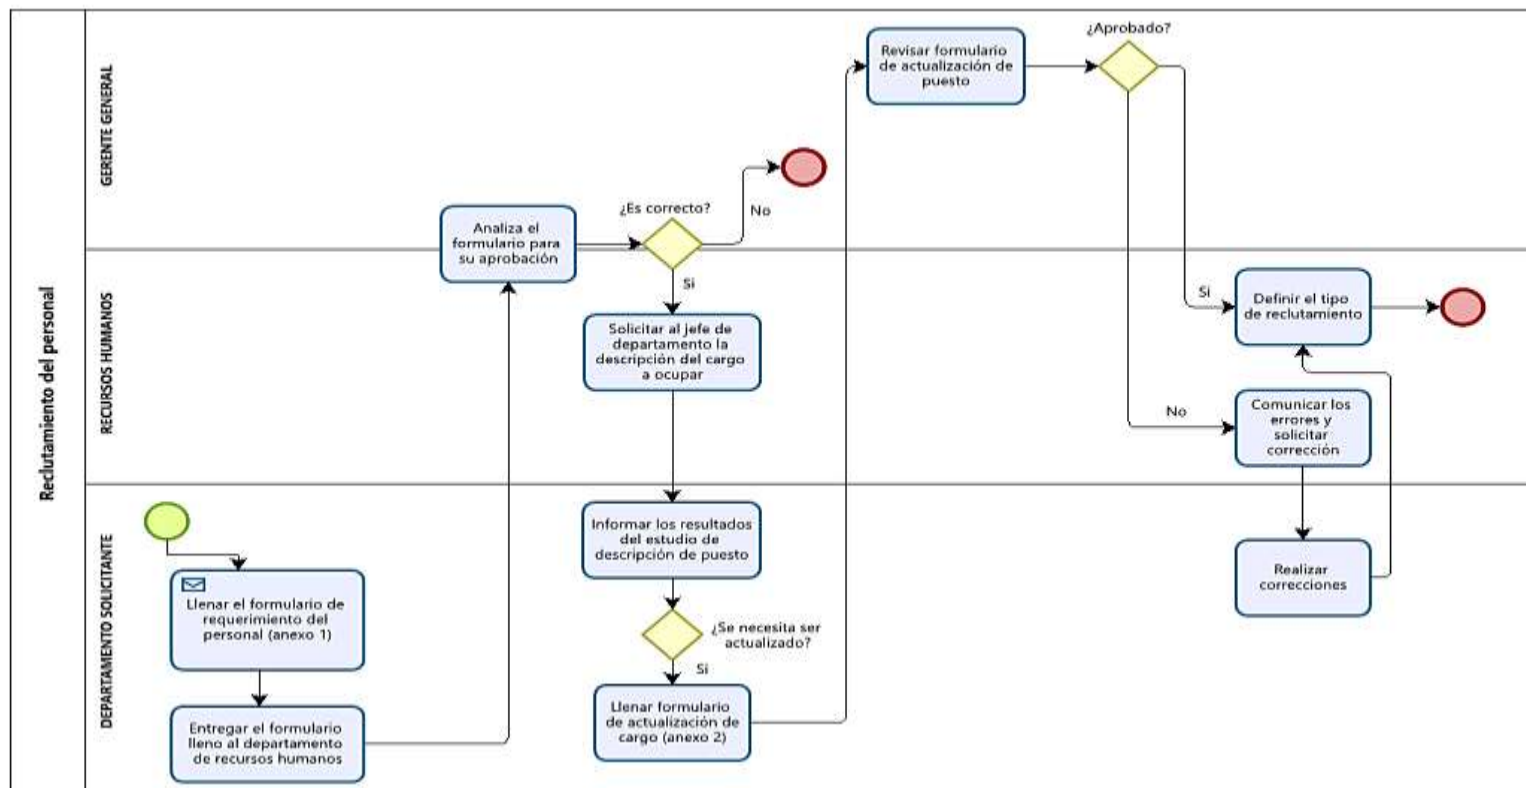 Reclutamiento del personal
GERENTE GENERAL
¿Aprobado?
Revisar formulario
de actualización de
puesto
Analiza el
formulario para
su aprobación
¿Es correcto?
No
Si
RECURSOS HUMANOS
Solicitar al jefe de
departamento la
descripción del cargo
a ocupar
Si
Definir el tipo
de reclutamiento
No
Comunicar los
errores y
solicitar
corrección
DEPARTAMENTO SOLICITANTE
Llenar el formulario de
requerimiento del
personal (anexo 1)
Entregar el formulario
lleno al departamento
de recursos humanos
Informar los resultados
del estudio de
descripción de puesto
¿Se necesita ser
actualizado?
Si
Llenar formulario
de actualización de
cargo (anexo 2)
Realizar
correcciones